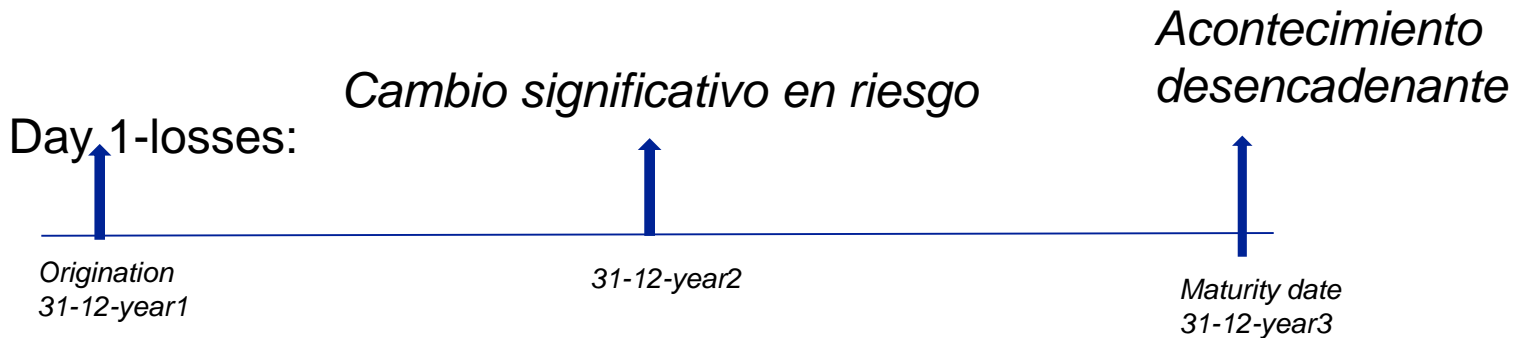 Acontecimiento
desencadenante
Cambio significativo en riesgo
Day 1-losses:
Origination
31-12-year1
31-12-year2
Maturity date
31-12-year3